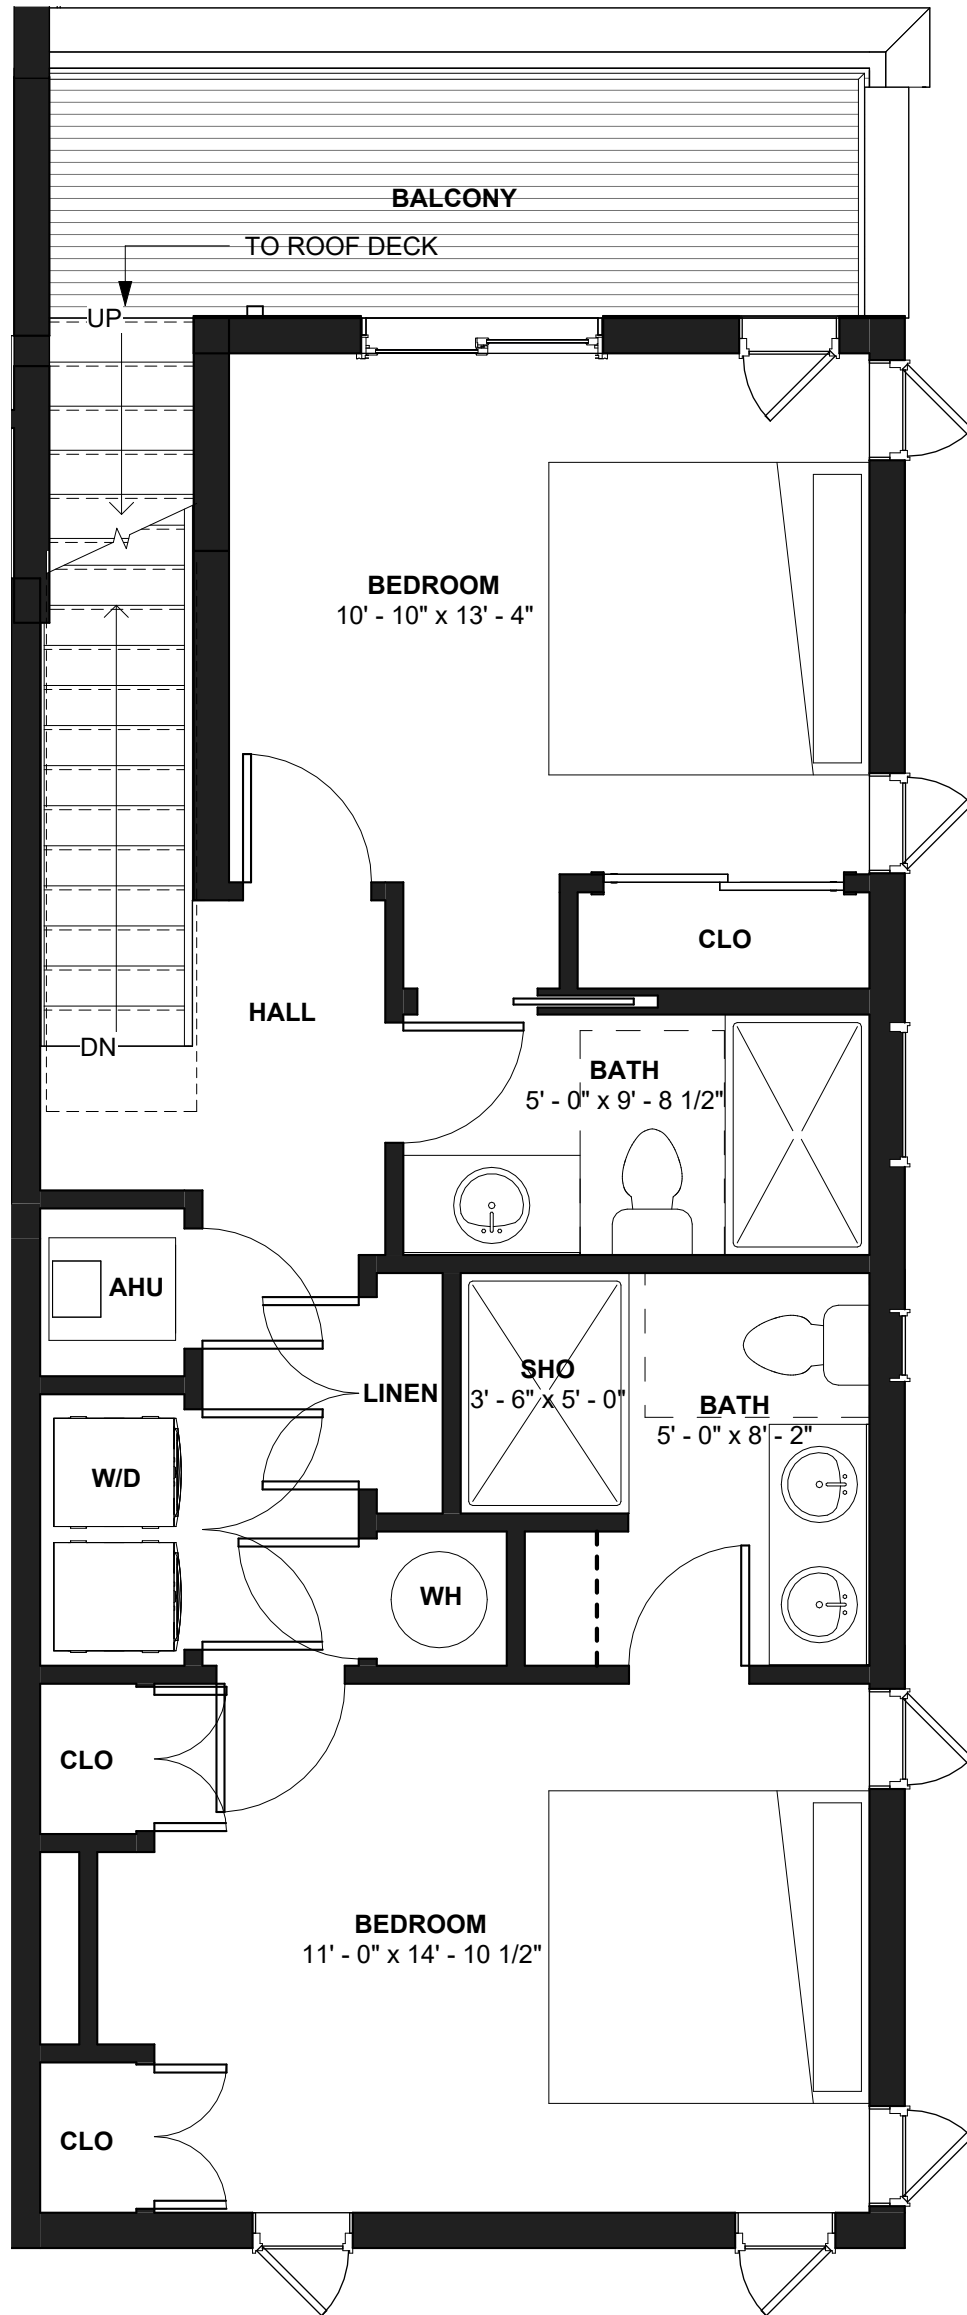 BALCONY
TO ROOF DECK
UP
BEDROOM
10' - 10" x 13' - 4"
CLO
HALL
DN
BATH
5' - 0" x 9' - 8 1/2"
AHU
LINEN
SHO
3' - 6" x 5' - 0"
BATH
5' - 0" x 8' - 2"
W/D
WH
CLO
BEDROOM
11' - 0" x 14' - 10 1/2"
CLO